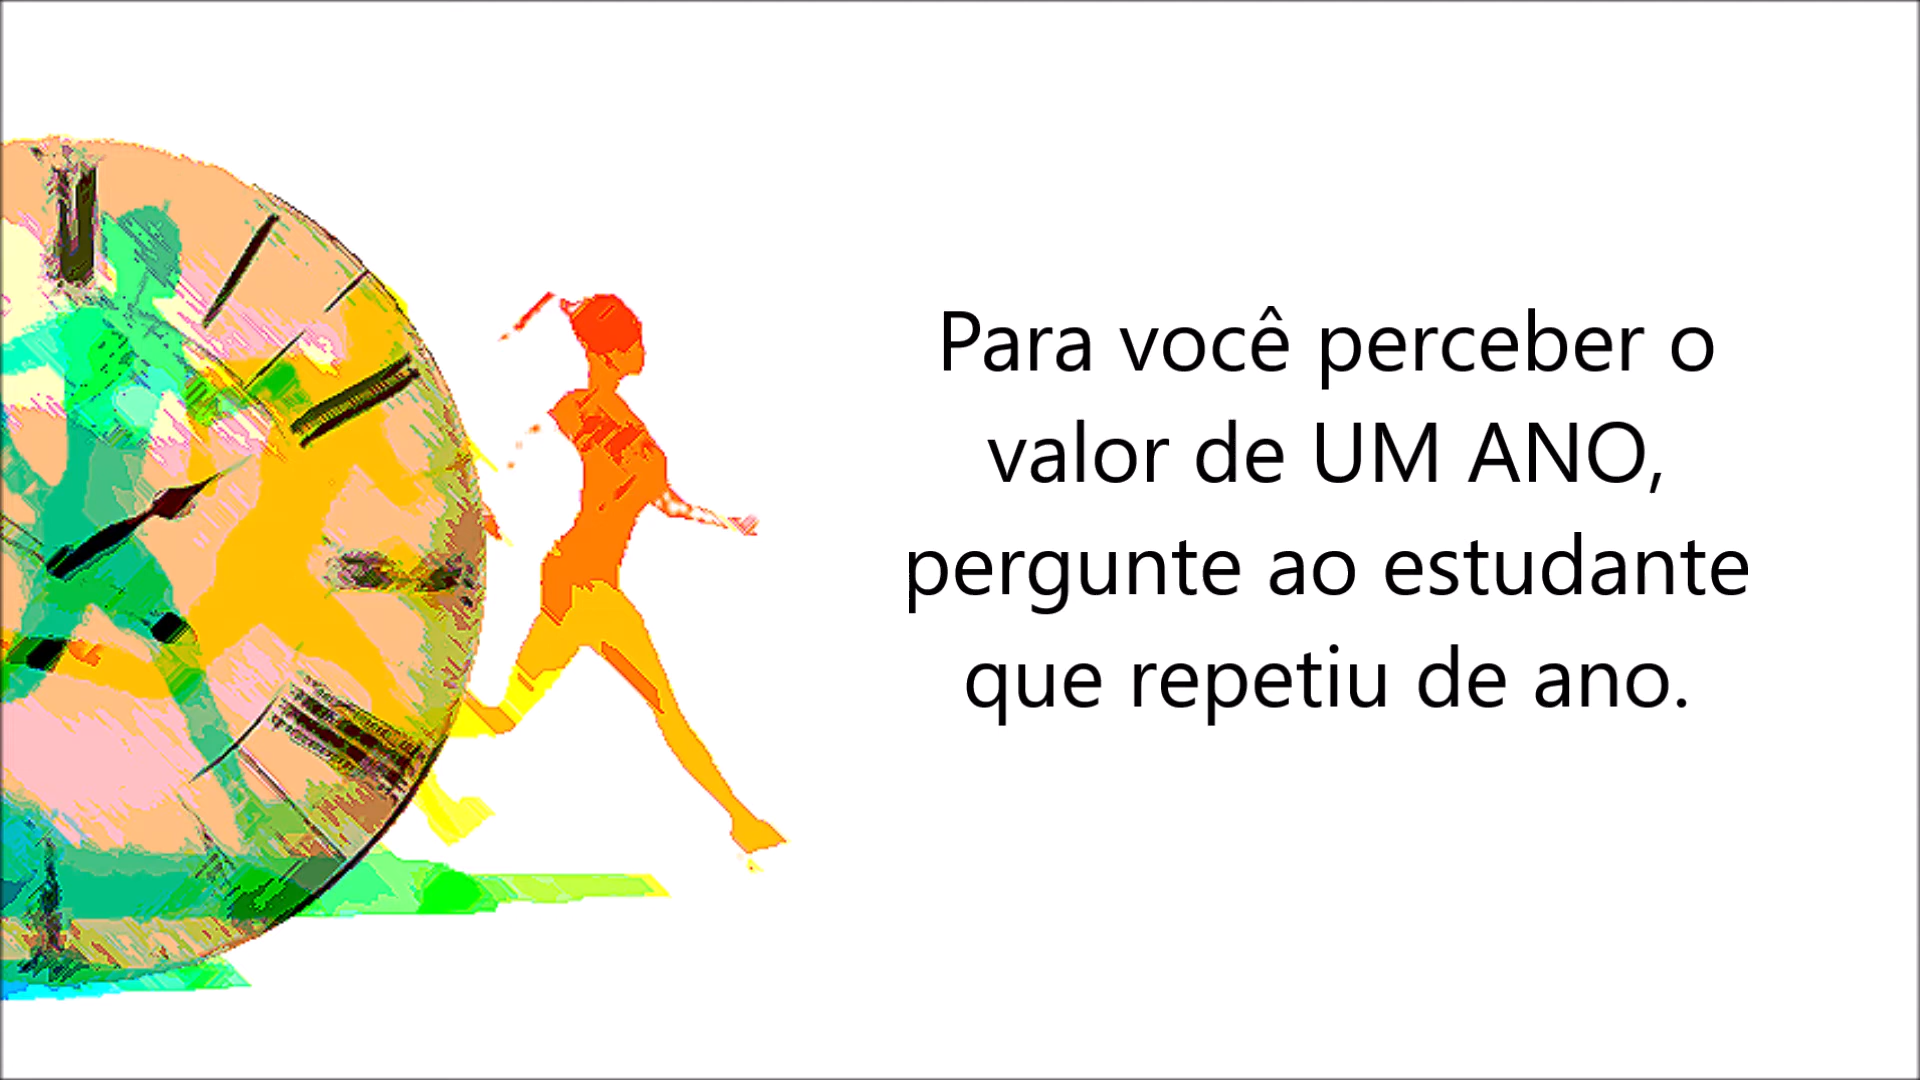 Para você perceber o
valor de UM ANO,
pergunte ao estudante
que repetiu de ano.